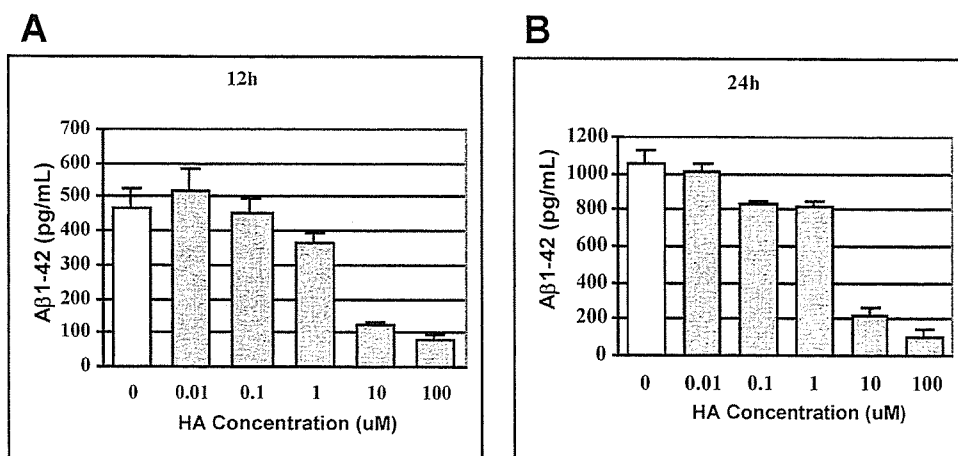 A
12h
Aβ1-42 (pg/mL)
700
600
500
400
300
200
100
0
0 0.01 0.1 1 10 100
HA Concentration (uM)
B
24h
Aβ1-42 (pg/mL)
1200
1000
800
600
400
200
0
0 0.01 0.1 1 10 100
HA Concentration (uM)